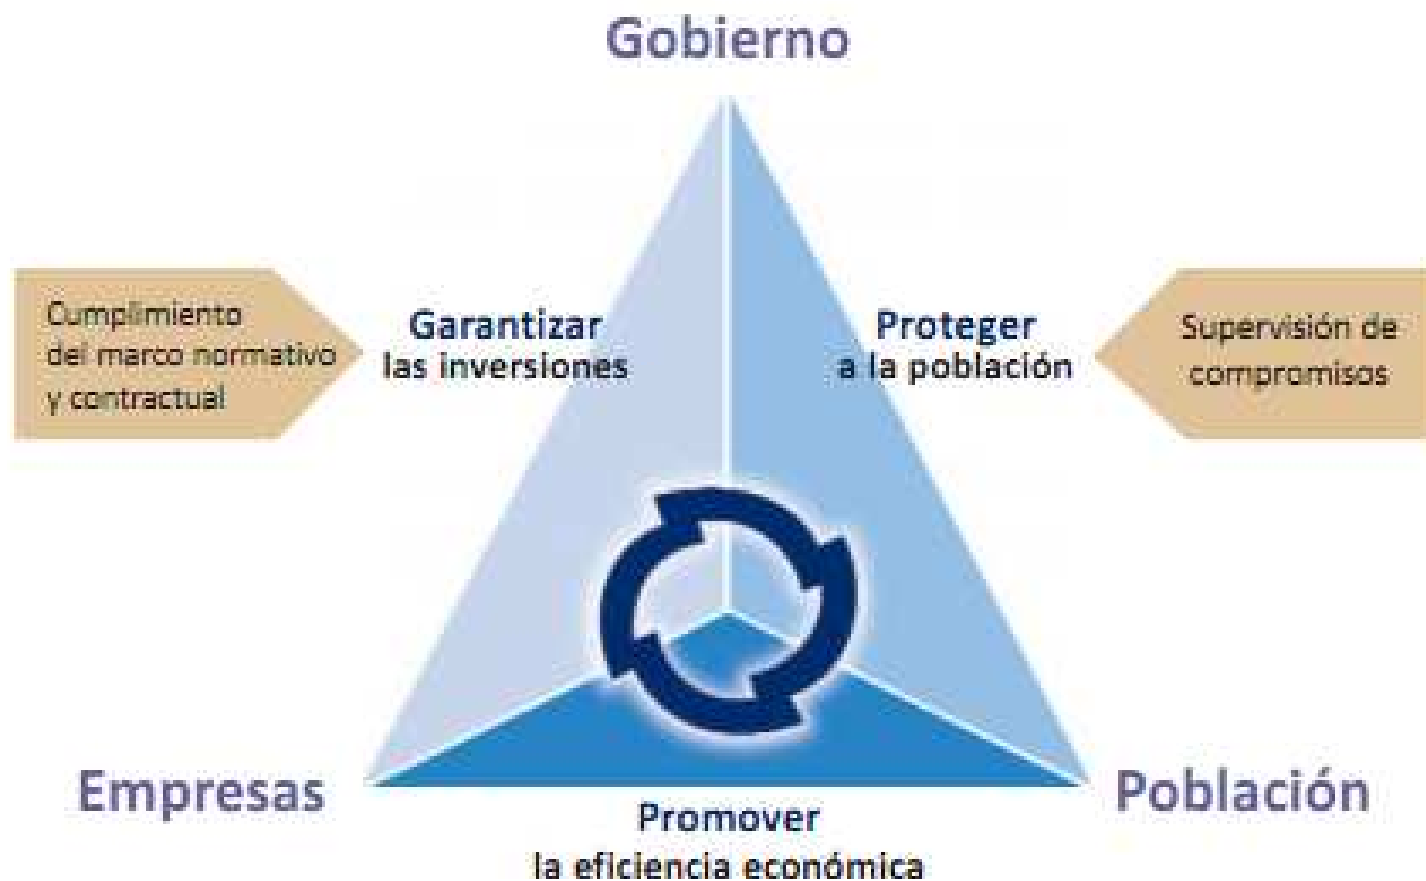 Gobierno
Cumplimiento
del marco normativo
y contractual
Garantizar
las inversiones
Proteger
a la población
Supervisión de
compromisos
Empresas
Población
Promover
la eficiencia económica